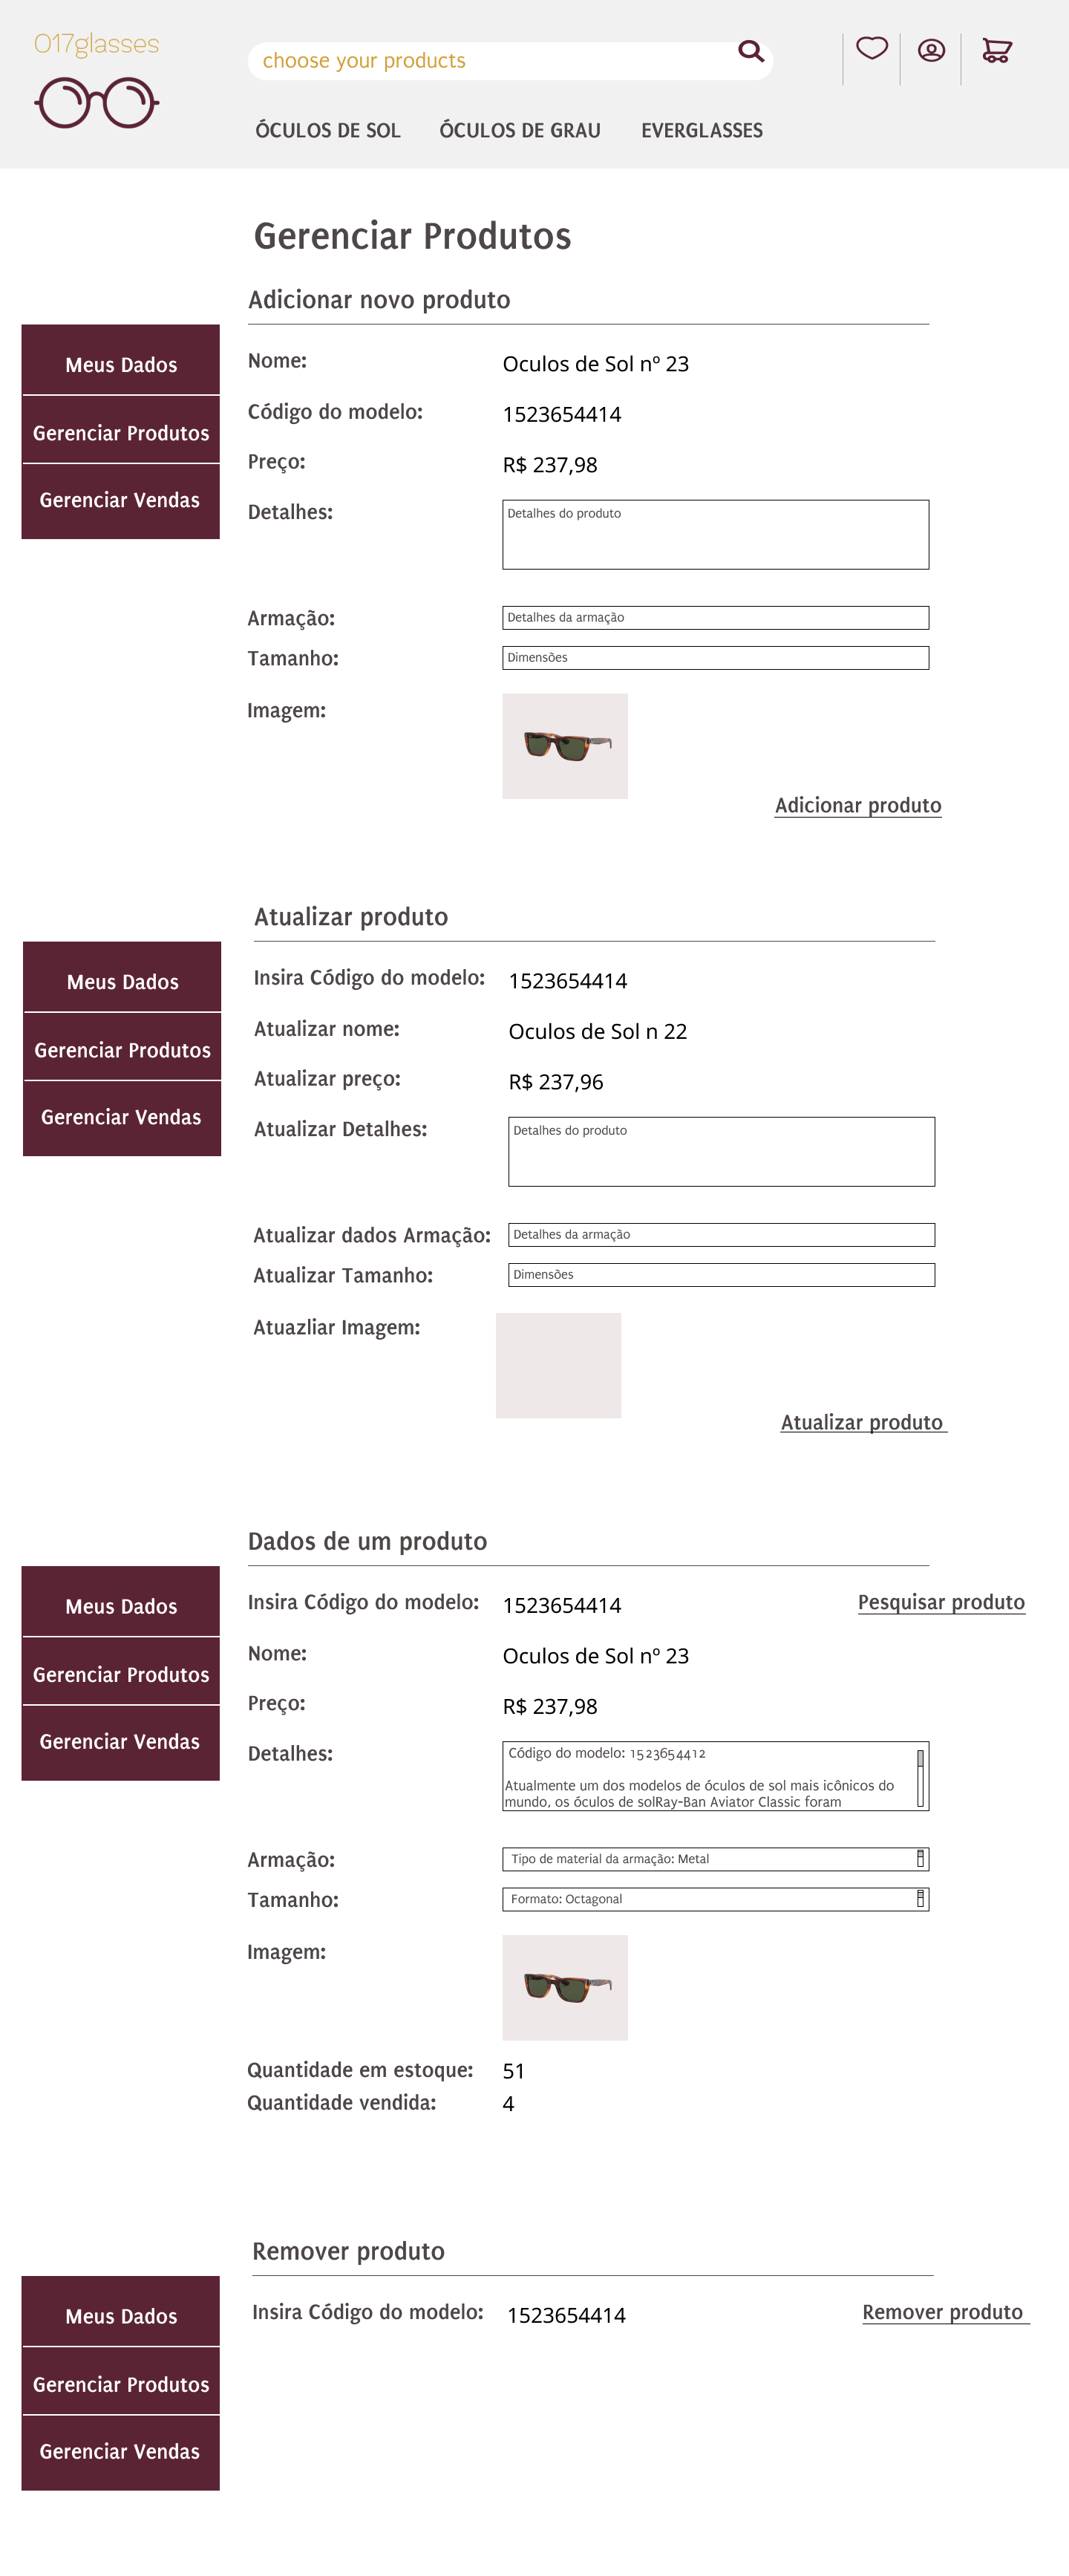 017glasses
choose your products
ÓCULOS DE SOL ÓCULOS DE GRAU EVERGLASSES
Gerenciar Produtos
Adicionar novo produto
Meus Dados
Gerenciar Produtos
Gerenciar Vendas
Nome: Oculos de Sol nº 23
Código do modelo: 1523654414
Preço: R$ 237,98
Detalhes: Detalhes do produto
Armação: Detalhes da armação
Tamanho: Dimensões
Imagem:
Adicionar produto
Atualizar produto
Meus Dados
Gerenciar Produtos
Gerenciar Vendas
Insira Código do modelo: 1523654414
Atualizar nome: Oculos de Sol n 22
Atualizar preço: R$ 237,96
Atualizar Detalhes: Detalhes do produto
Atualizar dados Armação: Detalhes da armação
Atualizar Tamanho: Dimensões
Atuazliar Imagem:
Atualizar produto
Dados de um produto
Meus Dados
Gerenciar Produtos
Gerenciar Vendas
Insira Código do modelo: 1523654414 Pesquisar produto
Nome: Oculos de Sol nº 23
Preço: R$ 237,98
Detalhes: Código do modelo: 1523654412
Atualmente um dos modelos de óculos de sol mais icônicos do
mundo, os óculos de solRay-Ban Aviator Classic foram
Armação: Tipo de material da armação: Metal
Tamanho: Formato: Octagonal
Imagem:
Quantidade em estoque: 51
Quantidade vendida: 4
Remover produto
Meus Dados
Gerenciar Produtos
Gerenciar Vendas
Insira Código do modelo: 1523654414 Remover produto